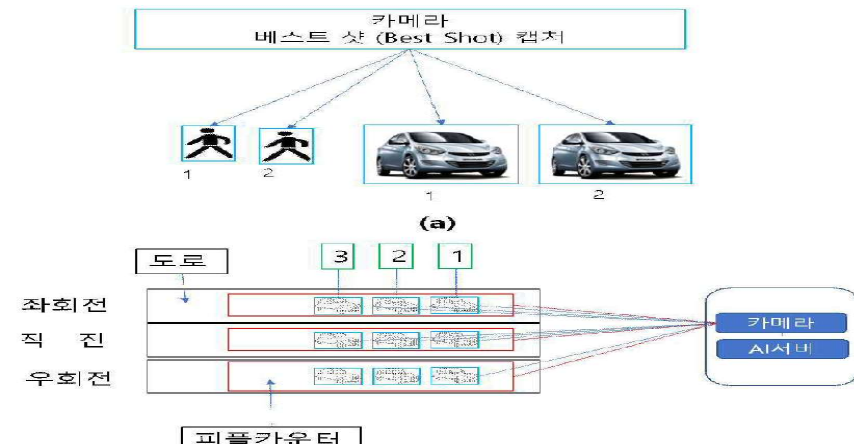 카메라
베스트 샷 (Best Shot) 캡처
1
2
1
2
(a)
도로
3 2 1
좌회전
직 진
우회전
카메라
AI서버
피플카운터